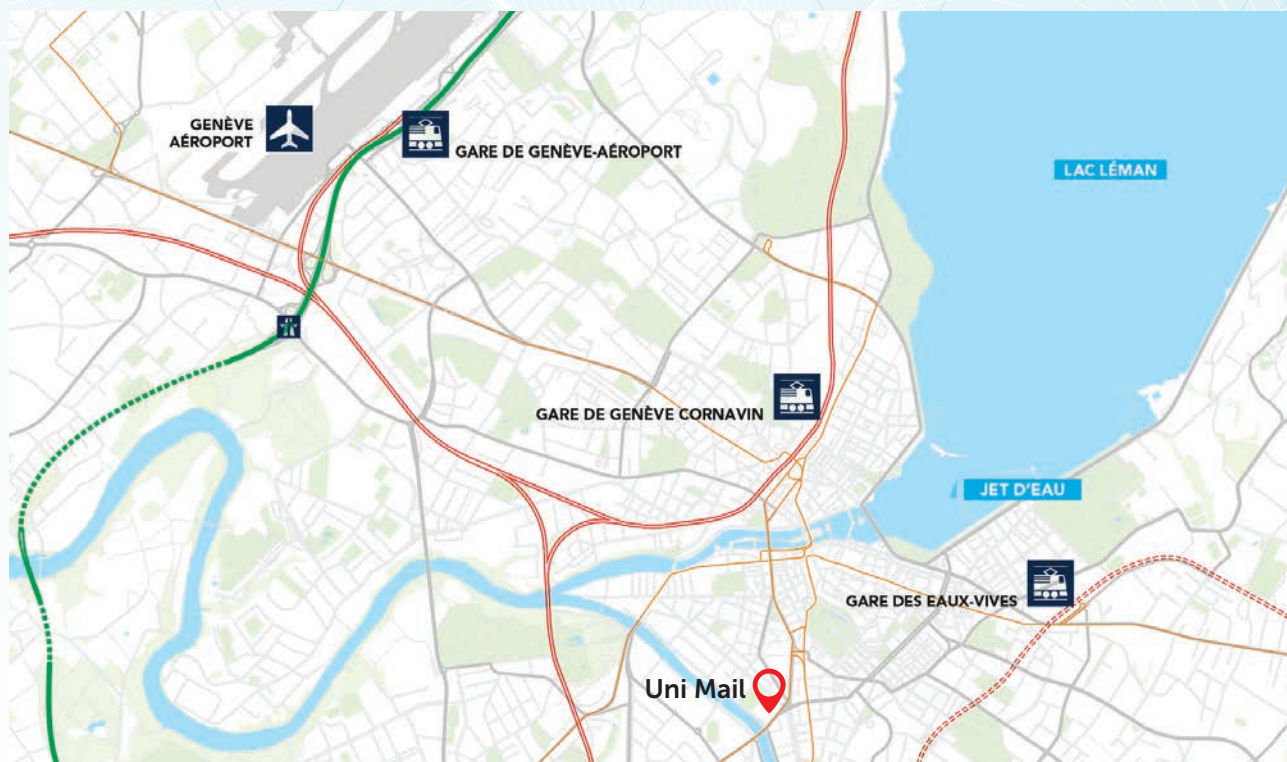 GENÈVE
AÉROPORT
GARE DE GENÈVE-AÉROPORT
LAC LÉMAN
GARE DE GENÈVE CORNAVIN
JET D'EAU
GARE DES EAUX-VIVES
Uni Mail